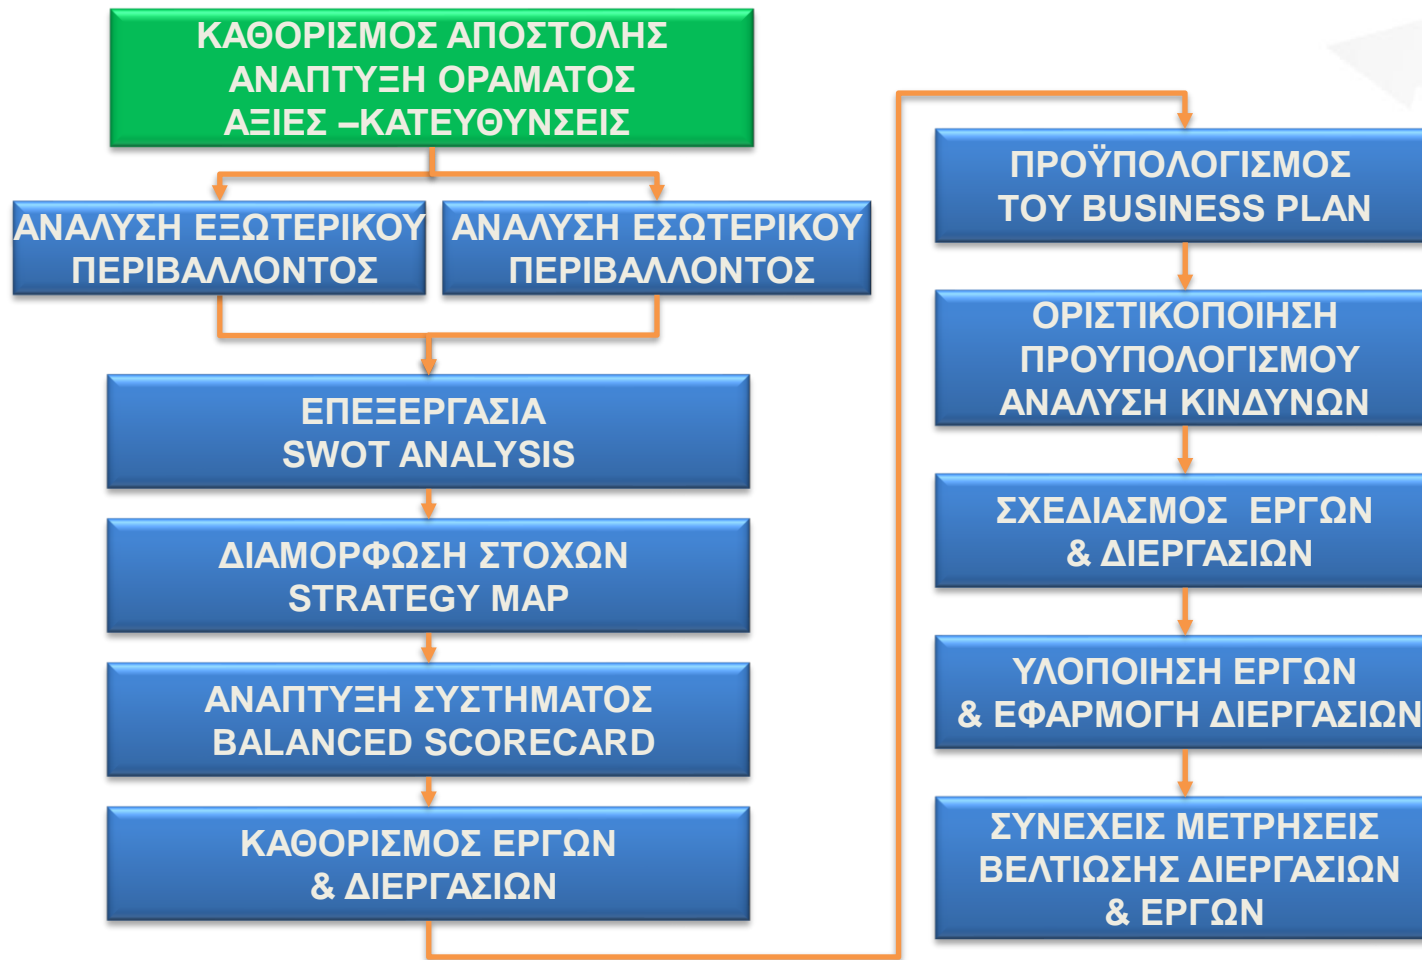 ΚΑΘΟΡΙΣΜΟΣ ΑΠΟΣΤΟΛΗΣ
ΑΝΑΠΤΥΞΗ ΟΡΑΜΑΤΟΣ
ΑΞΙΕΣ –ΚΑΤΕΥΘΥΝΣΕΙΣ
ΑΝΑΛΥΣΗ ΕΞΩΤΕΡΙΚΟΥ
ΠΕΡΙΒΑΛΛΟΝΤΟΣ
ΑΝΑΛΥΣΗ ΕΣΩΤΕΡΙΚΟΥ
ΠΕΡΙΒΑΛΛΟΝΤΟΣ
ΕΠΕΞΕΡΓΑΣΙΑ
SWOT ANALYSIS
ΔΙΑΜΟΡΦΩΣΗ ΣΤΟΧΩΝ
STRATEGY MAP
ΑΝΑΠΤΥΞΗ ΣΥΣΤΗΜΑΤΟΣ
BALANCED SCORECARD
ΚΑΘΟΡΙΣΜΟΣ ΕΡΓΩΝ
& ΔΙΕΡΓΑΣΙΩΝ
ΠΡΟΫΠΟΛΟΓΙΣΜΟΣ
ΤΟΥ BUSINESS PLAN
ΟΡΙΣΤΙΚΟΠΟΙΗΣΗ
ΠΡΟΥΠΟΛΟΓΙΣΜΟΥ
ΑΝΑΛΥΣΗ ΚΙΝΔΥΝΩΝ
ΣΧΕΔΙΑΣΜΟΣ ΕΡΓΩΝ
& ΔΙΕΡΓΑΣΙΩΝ
ΥΛΟΠΟΙΗΣΗ ΕΡΓΩΝ
& ΕΦΑΡΜΟΓΗ ΔΙΕΡΓΑΣΙΩΝ
ΣΥΝΕΧΕΙΣ ΜΕΤΡΗΣΕΙΣ
ΒΕΛΤΙΩΣΗΣ ΔΙΕΡΓΑΣΙΩΝ
& ΕΡΓΩΝ